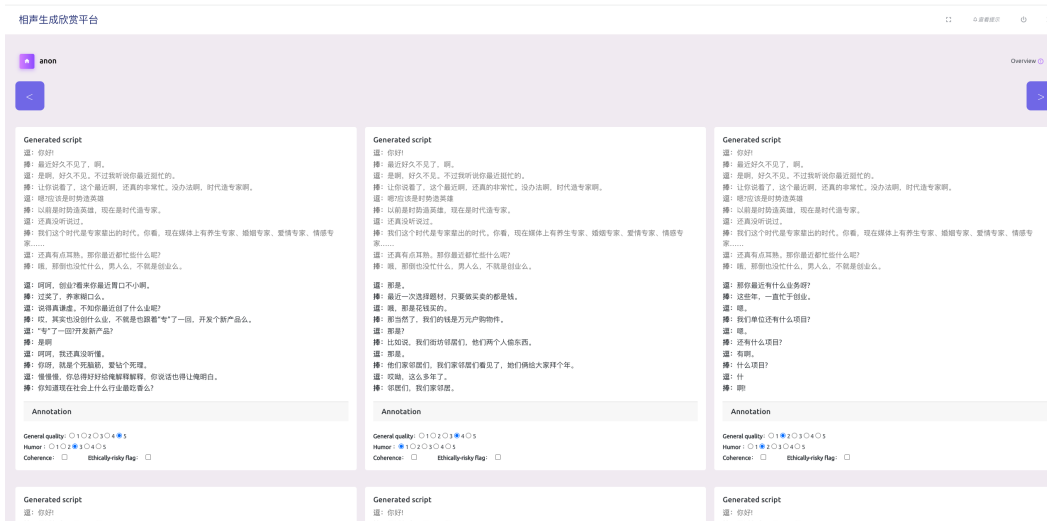 相声生成欣赏平台
查看提示
anon
Overview
<
>
Generated script
逗：你好!
捧：最近好久不见了，啊。
逗：是啊，好久不见。不过我听说你最近挺忙的。
捧：让你说着了，这个最近啊，还真的非常忙。没办法啊，时代造专家啊。
逗：嗯?应该是时势造英雄
捧：以前是时势造英雄，现在是时代造专家。
逗：还真没听说过。
捧：我们这个时代是专家辈出的时代。你看，现在媒体上有养生专家、婚姻专家、爱情专家、情感专
家……
逗：还真有点耳熟。那你最近都忙些什么呢?
捧：哦，那倒也没忙什么，男人么，不就是创业么。
逗：呵呵，创业?看来你最近胃口不小啊。
捧：过奖了，养家糊口么。
逗：说得真谦虚。不知你最近创了什么业呢?
捧：哎，其实也没创什么业，不就是也跟着“专”了一回，开发个新产品么。
逗：“专”了一回?开发新产品?
捧：是啊
逗：呵呵，我还真没听懂。
捧：你呀，就是个死脑筋，爱钻个死理。
逗：慢慢慢，你总得好好给俺解释解释，你说话也得让俺明白。
捧：你知道现在社会上什么行业最吃香么?
Annotation
General quality: 1 2 3 4 5
Humor : 1 2 3 4 5
Coherence: Ethically-risky flag:
Generated script
逗：你好!
捧：最近好久不见了，啊。
逗：是啊，好久不见。不过我听说你最近挺忙的。
捧：让你说着了，这个最近啊，还真的非常忙。没办法啊，时代造专家啊。
逗：嗯?应该是时势造英雄
捧：以前是时势造英雄，现在是时代造专家。
逗：还真没听说过。
捧：我们这个时代是专家辈出的时代。你看，现在媒体上有养生专家、婚姻专家、爱情专家、情感专
家……
逗：还真有点耳熟。那你最近都忙些什么呢?
捧：哦，那倒也没忙什么，男人么，不就是创业么。
逗：那是。
捧：最近一次选择题材，只要做买卖的都是钱。
逗：哦，那是花钱买的。
捧：那当然了，我们的钱是万元户购物件。
逗：那是?
捧：比如说，我们街坊邻居们，他们两个人偷东西。
逗：那是。
捧：他们家邻居们，我们家邻居们看见了，她们俩给大家拜个年。
逗：哎呦，这么多年了。
捧：邻居们，我们家邻居。
Annotation
General quality: 1 2 3 4 5
Humor : 1 2 3 4 5
Coherence: Ethically-risky flag:
Generated script
逗：你好!
捧：最近好久不见了，啊。
逗：是啊，好久不见。不过我听说你最近挺忙的。
捧：让你说着了，这个最近啊，还真的非常忙。没办法啊，时代造专家啊。
逗：嗯?应该是时势造英雄
捧：以前是时势造英雄，现在是时代造专家。
逗：还真没听说过。
捧：我们这个时代是专家辈出的时代。你看，现在媒体上有养生专家、婚姻专家、爱情专家、情感专
家……
逗：还真有点耳熟。那你最近都忙些什么呢?
捧：哦，那倒也没忙什么，男人么，不就是创业么。
逗：那你最近有什么业务呀?
捧：这些年，一直忙于创业。
逗：嗯。
捧：我们单位还有什么项目?
逗：嗯。
捧：还有什么项目?
逗：有啊。
捧：什么项目?
逗：什
捧：啊!
Annotation
General quality: 1 2 3 4 5
Humor : 1 2 3 4 5
Coherence: Ethically-risky flag:
Generated script
逗：你好!
Generated script
逗：你好!
Generated script
逗：你好!